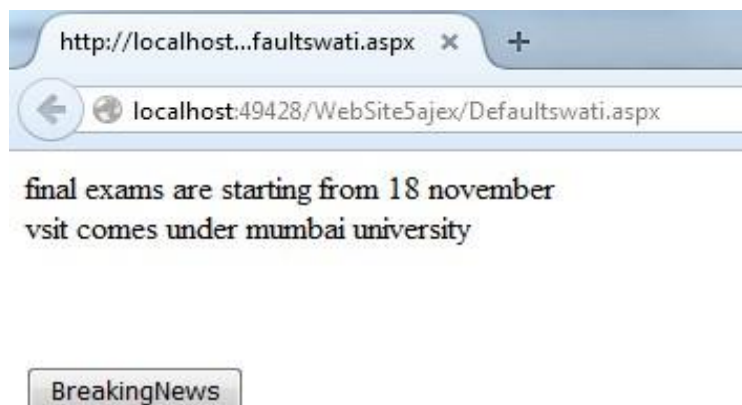 http://localhost...faultswati.aspx
localhost:49428/WebSite5ajex/Defaultswati.aspx
final exams are starting from 18 november
vsit comes under mumbai university
BreakingNews